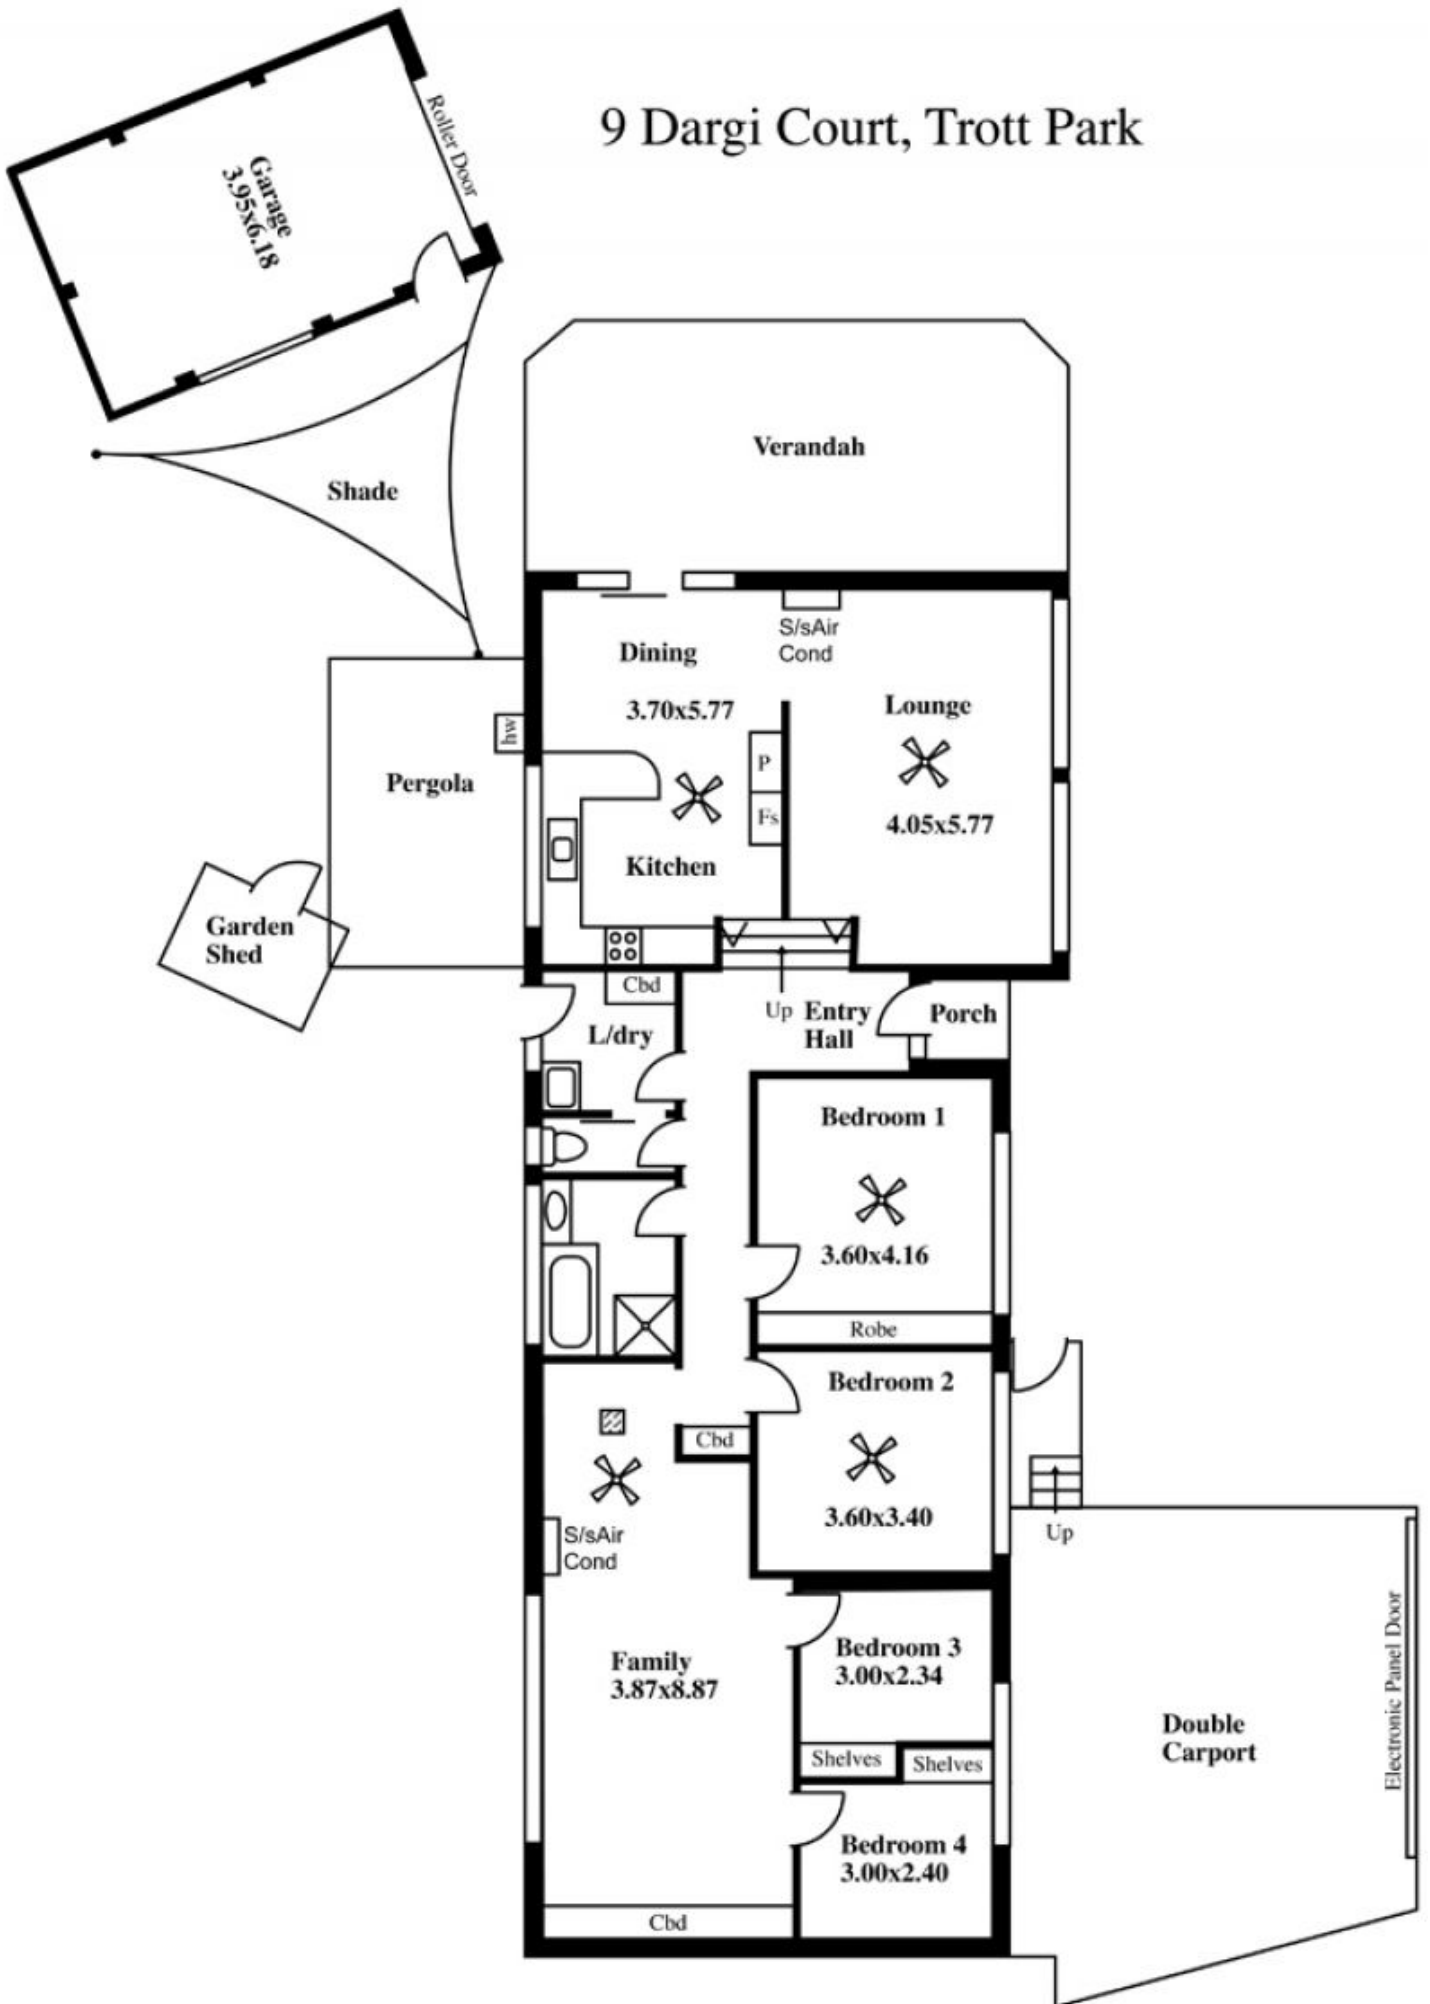 9 Dargi Court, Trott Park
Roller Door
Garage
3.95x6.18
Verandah
Shade
S/sAir
Cond
Dining
3.70x5.77
Lounge
hw
P
Pergola
Fs
4.05x5.77
Kitchen
Garden
Shed
Cbd
Up
Entry
Hall
Porch
L/dry
Bedroom 1
3.60x4.16
Robe
Bedroom 2
Cbd
3.60x3.40
S/sAir
Cond
Up
Family
3.87x8.87
Bedroom 3
3.00x2.34
Electronic Panel Door
Double
Carport
Shelves
Shelves
Bedroom 4
3.00x2.40
Cbd